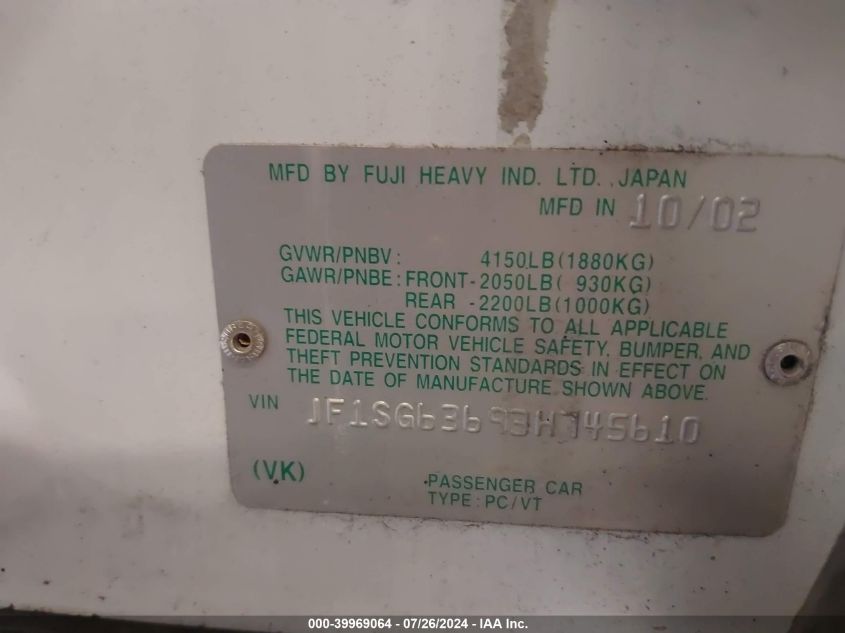 MFD BY FUJI HEAVY IND. LTD., JAPAN
MFD IN 10/02
GVWR/PNBV: 4150LB(1880KG)
GAWR/PNBE: FRONT-2050LB( 930KG)
REAR -2200LB(1000KG)
THIS VEHICLE CONFORMS TO ALL APPLICABLE
FEDERAL MOTOR VEHICLE SAFETY, BUMPER, AND
THEFT PREVENTION STANDARDS IN EFFECT ON
THE DATE OF MANUFACTURE SHOWN ABOVE.
VIN JF1SG63693H745610
(VK) PASSENGER CAR
TYPE: PC/VT
000-39969064 - 07/26/2024 - IAA Inc.